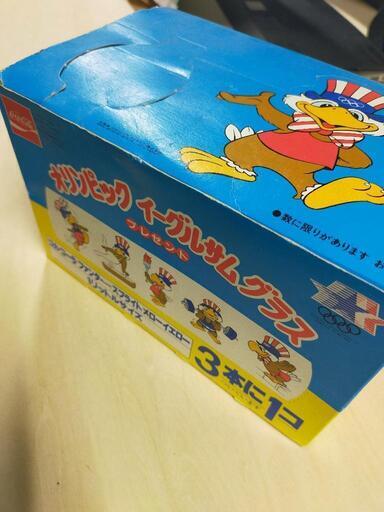 ●数に限りがあります
Coca-Cola
オリンピック イーグルサム グラス
プレゼント
コカ・コーラ ファンタ スプライト メローイエロー
1リットルサイズ
3本に1コ